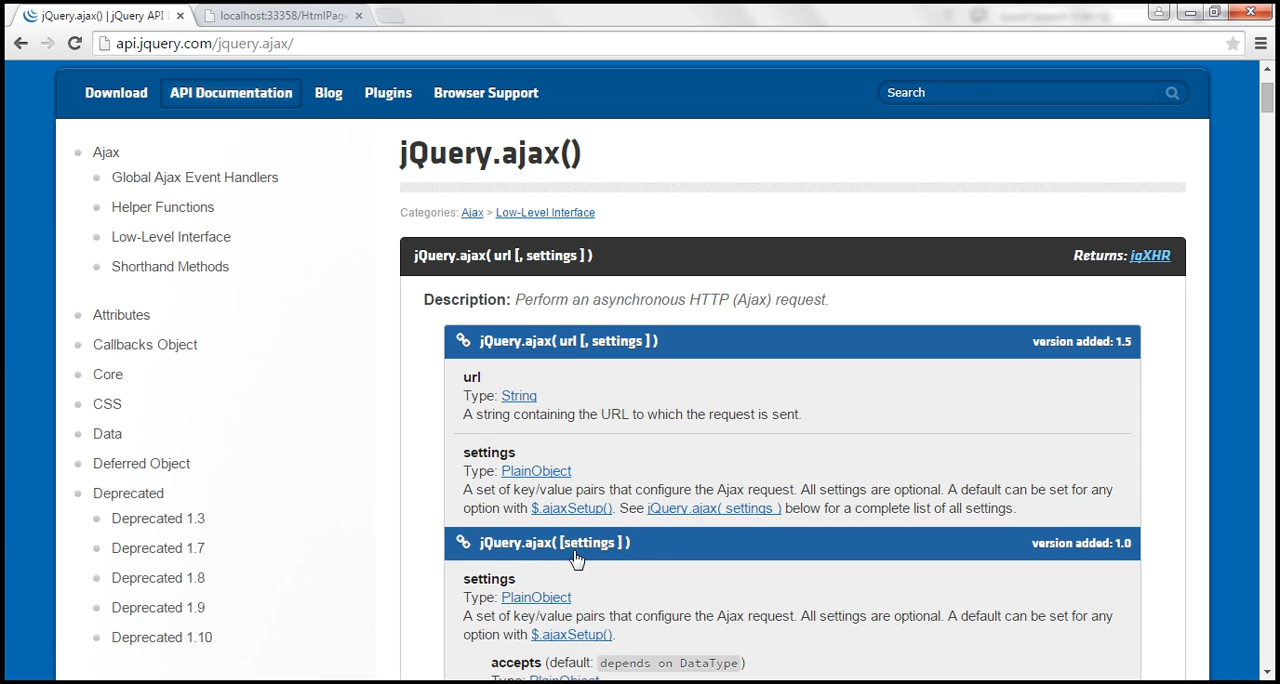 jQuery.ajax() | jQuery API
localhost:33358/HtmlPag
api.jquery.com/jquery.ajax/
Download API Documentation Blog Plugins Browser Support Search
Ajax
Global Ajax Event Handlers
Helper Functions
Low-Level Interface
Shorthand Methods
Attributes
Callbacks Object
Core
CSS
Data
Deferred Object
Deprecated
Deprecated 1.3
Deprecated 1.7
Deprecated 1.8
Deprecated 1.9
Deprecated 1.10
jQuery.ajax()
Categories: Ajax > Low-Level Interface
jQuery.ajax( url [, settings ] ) Returns: jqXHR
Description: Perform an asynchronous HTTP (Ajax) request.
jQuery.ajax( url [, settings ] ) version added: 1.5
url
Type: String
A string containing the URL to which the request is sent.
settings
Type: PlainObject
A set of key/value pairs that configure the Ajax request. All settings are optional. A default can be set for any
option with $.ajaxSetup(). See jQuery.ajax( settings ) below for a complete list of all settings.
jQuery.ajax( [settings ] ) version added: 1.0
settings
Type: PlainObject
A set of key/value pairs that configure the Ajax request. All settings are optional. A default can be set for any
option with $.ajaxSetup().
accepts (default: depends on DataType)
Type: PlainObject